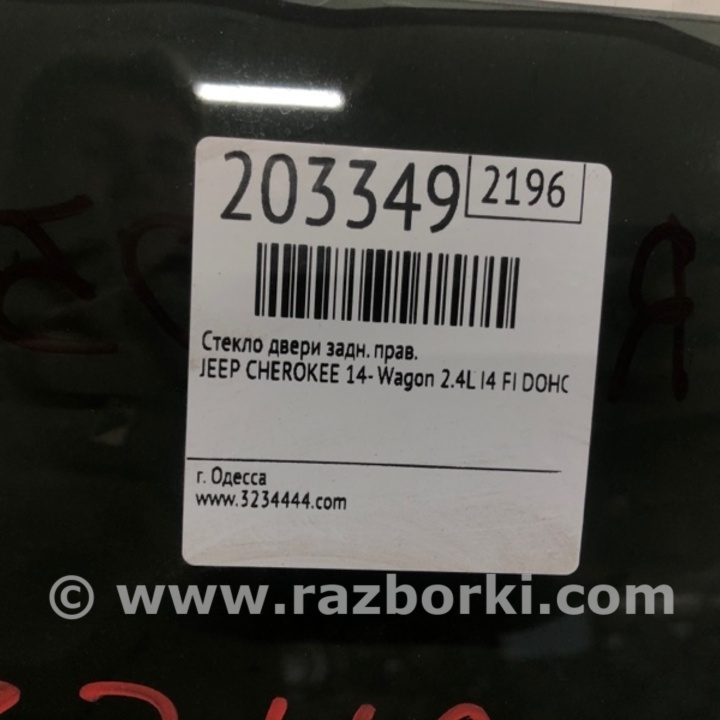 203349
2196
Стекло двери задн. прав.
JEEP CHEROKEE 14- Wagon 2.4L I4 FI DOHC
г. Одесса
www.3234444.com
© www.razborki.com
R